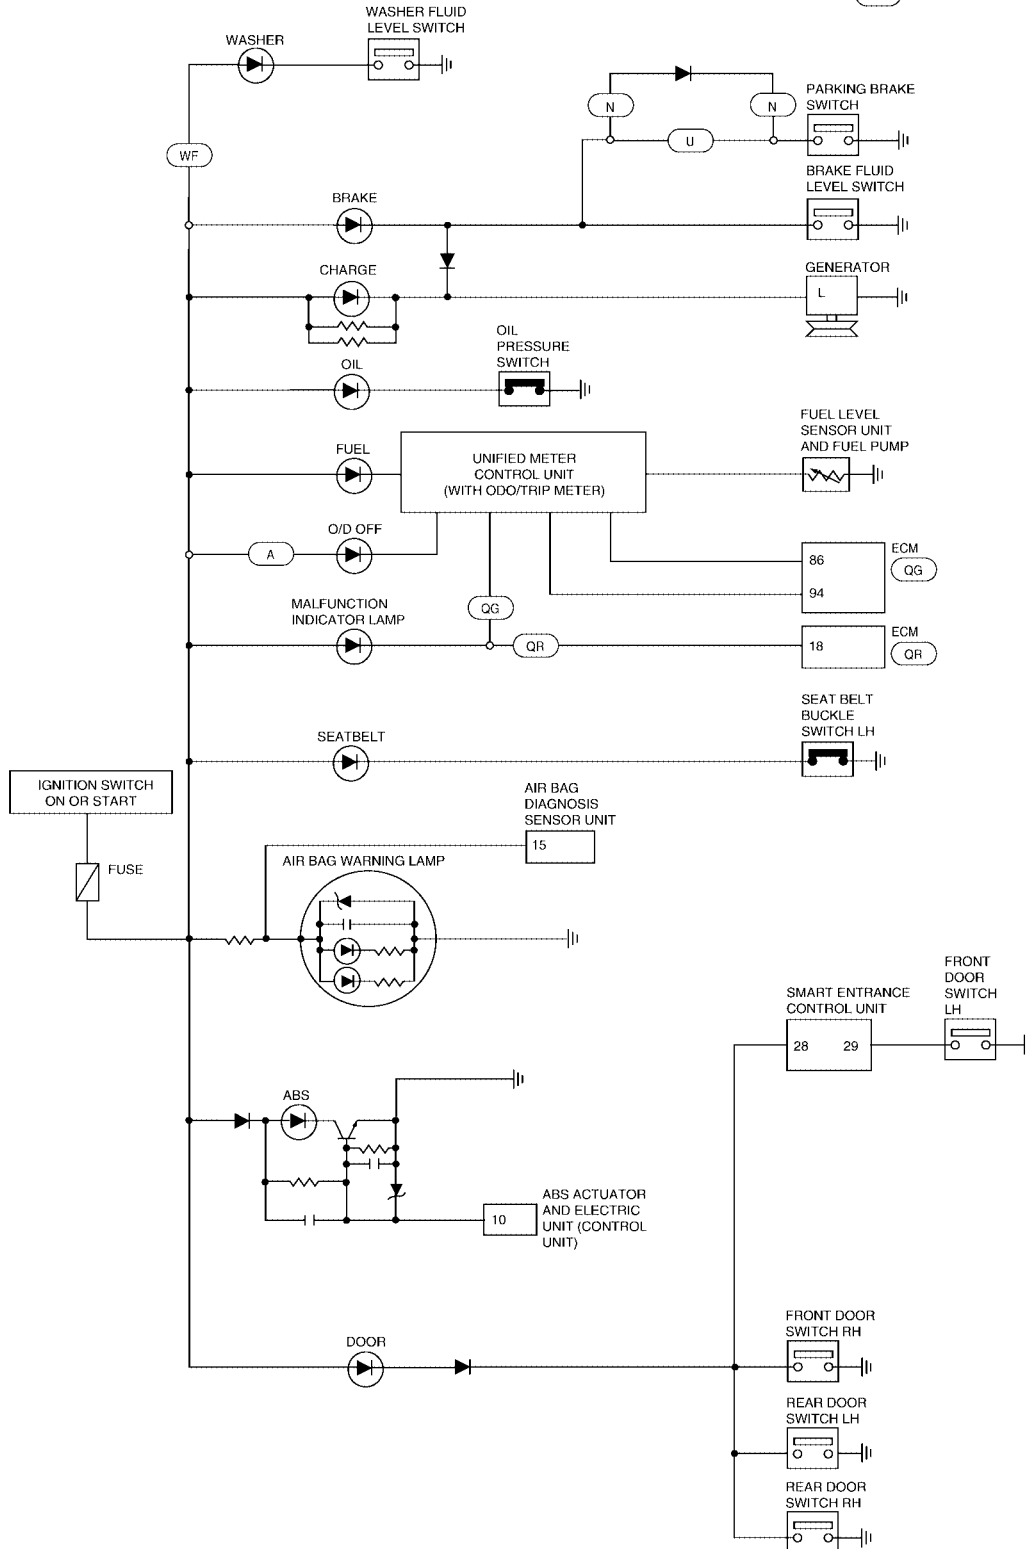 WASHER FLUID
LEVEL SWITCH
WASHER
N
N
PARKING BRAKE
SWITCH
U
WF
BRAKE FLUID
LEVEL SWITCH
BRAKE
CHARGE
GENERATOR
L
OIL
PRESSURE
SWITCH
OIL
FUEL LEVEL
SENSOR UNIT
AND FUEL PUMP
FUEL
UNIFIED METER
CONTROL UNIT
(WITH ODO/TRIP METER)
O/D OFF
A
86
94
ECM
QG
MALFUNCTION
INDICATOR LAMP
QG
QR
18
ECM
QR
SEAT BELT
BUCKLE
SWITCH LH
SEATBELT
IGNITION SWITCH
ON OR START
AIR BAG
DIAGNOSIS
SENSOR UNIT
15
FUSE
AIR BAG WARNING LAMP
FRONT
DOOR
SWITCH
LH
SMART ENTRANCE
CONTROL UNIT
28 29
ABS
ABS ACTUATOR
AND ELECTRIC
UNIT (CONTROL
UNIT)
10
FRONT DOOR
SWITCH RH
DOOR
REAR DOOR
SWITCH LH
REAR DOOR
SWITCH RH